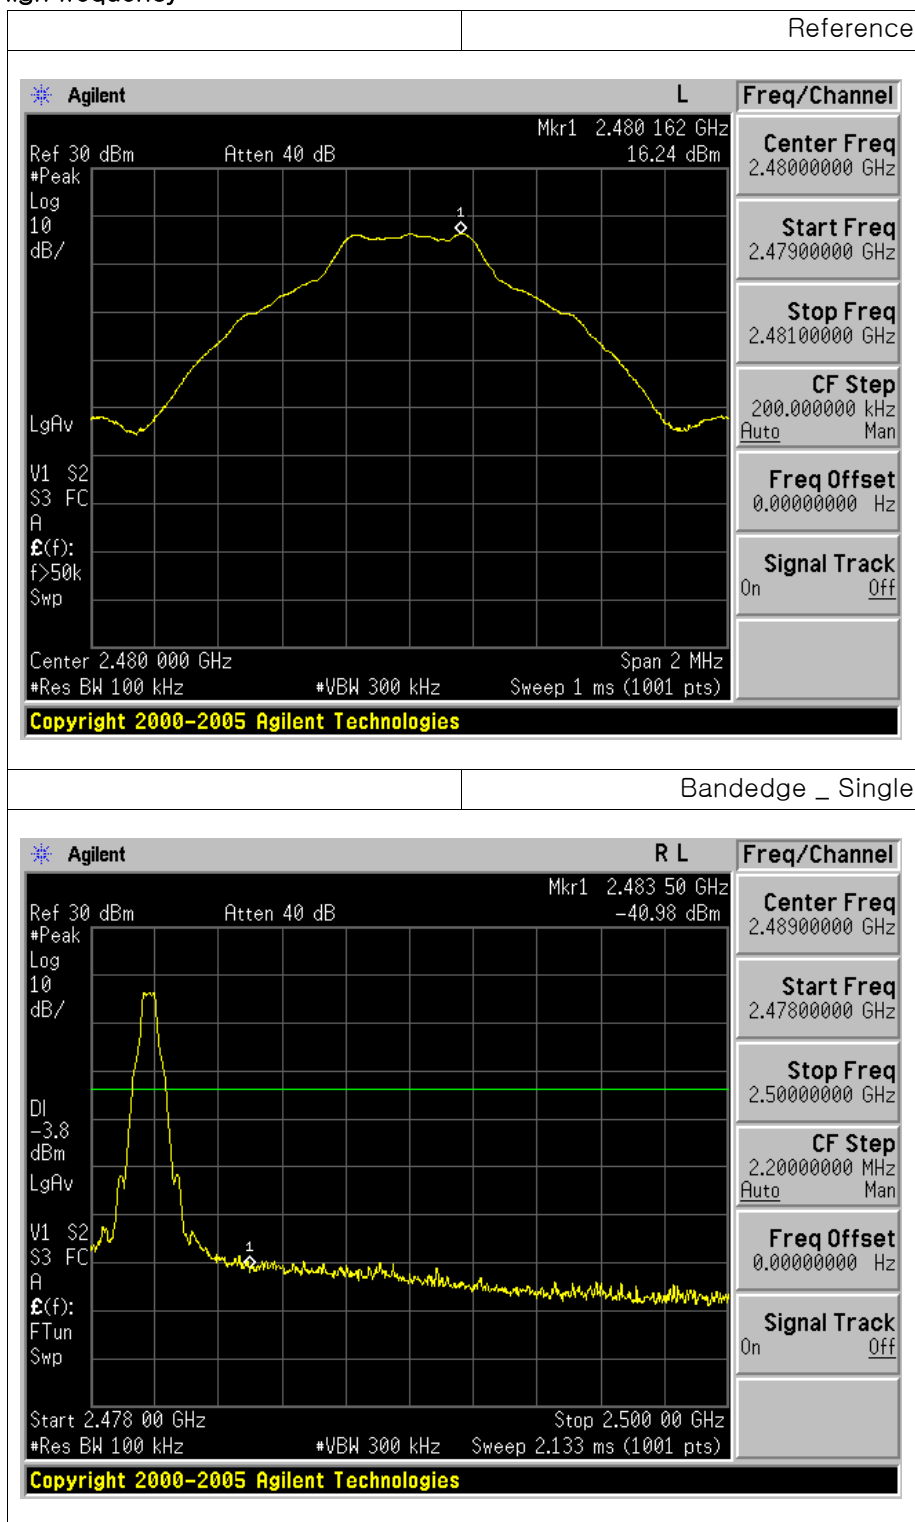 frequency
Reference
Agilent L Freq/Channel
Mkr1 2.480 162 GHz
Ref 30 dBm Atten 40 dB 16.24 dBm
#Peak
Log
10
dB/
1
LgAv
V1 S2
S3 FC
A
£(f):
f>50k
Swp
Center 2.480 000 GHz Span 2 MHz
#Res BW 100 kHz #VBW 300 kHz Sweep 1 ms (1001 pts)
Copyright 2000-2005 Agilent Technologies
Center Freq
2.48000000 GHz
Start Freq
2.47900000 GHz
Stop Freq
2.48100000 GHz
CF Step
200.000000 kHz
Auto Man
Freq Offset
0.00000000 Hz
Signal Track
On Off
Bandedge _ Single
Agilent R L Freq/Channel
Mkr1 2.483 50 GHz
Ref 30 dBm Atten 40 dB -40.98 dBm
#Peak
Log
10
dB/
DI
-3.8
dBm
LgAv
1
V1 S2
S3 FC
A
£(f):
FTun
Swp
Start 2.478 00 GHz Stop 2.500 00 GHz
#Res BW 100 kHz #VBW 300 kHz Sweep 2.133 ms (1001 pts)
Copyright 2000-2005 Agilent Technologies
Center Freq
2.48900000 GHz
Start Freq
2.47800000 GHz
Stop Freq
2.50000000 GHz
CF Step
2.20000000 MHz
Auto Man
Freq Offset
0.00000000 Hz
Signal Track
On Off